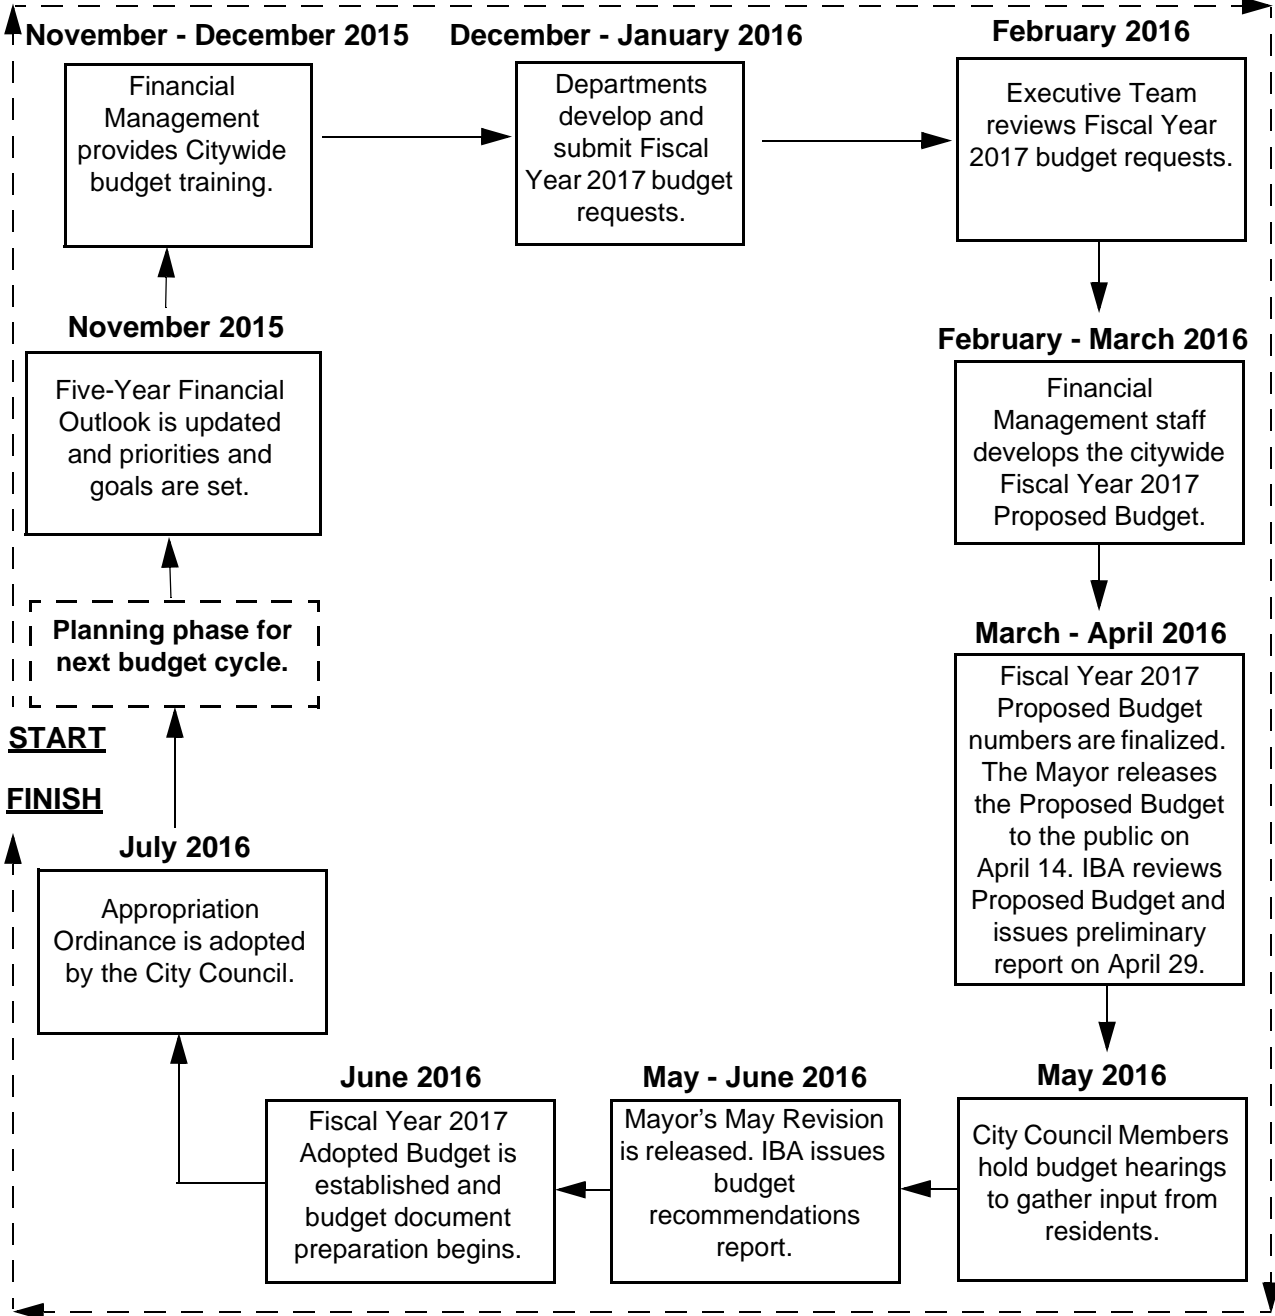 November - December 2015
Financial
Management
provides Citywide
budget training.
December - January 2016
Departments
develop and
submit Fiscal
Year 2017 budget
requests.
February 2016
Executive Team
reviews Fiscal Year
2017 budget requests.
November 2015
Five-Year Financial
Outlook is updated
and priorities and
goals are set.
Planning phase for
next budget cycle.
START
FINISH
February - March 2016
Financial
Management staff
develops the citywide
Fiscal Year 2017
Proposed Budget.
March - April 2016
Fiscal Year 2017
Proposed Budget
numbers are finalized.
The Mayor releases
the Proposed Budget
to the public on
April 14. IBA reviews
Proposed Budget and
issues preliminary
report on April 29.
July 2016
Appropriation
Ordinance is adopted
by the City Council.
June 2016
Fiscal Year 2017
Adopted Budget is
established and
budget document
preparation begins.
May - June 2016
Mayor’s May Revision
is released. IBA issues
budget
recommendations
report.
May 2016
City Council Members
hold budget hearings
to gather input from
residents.